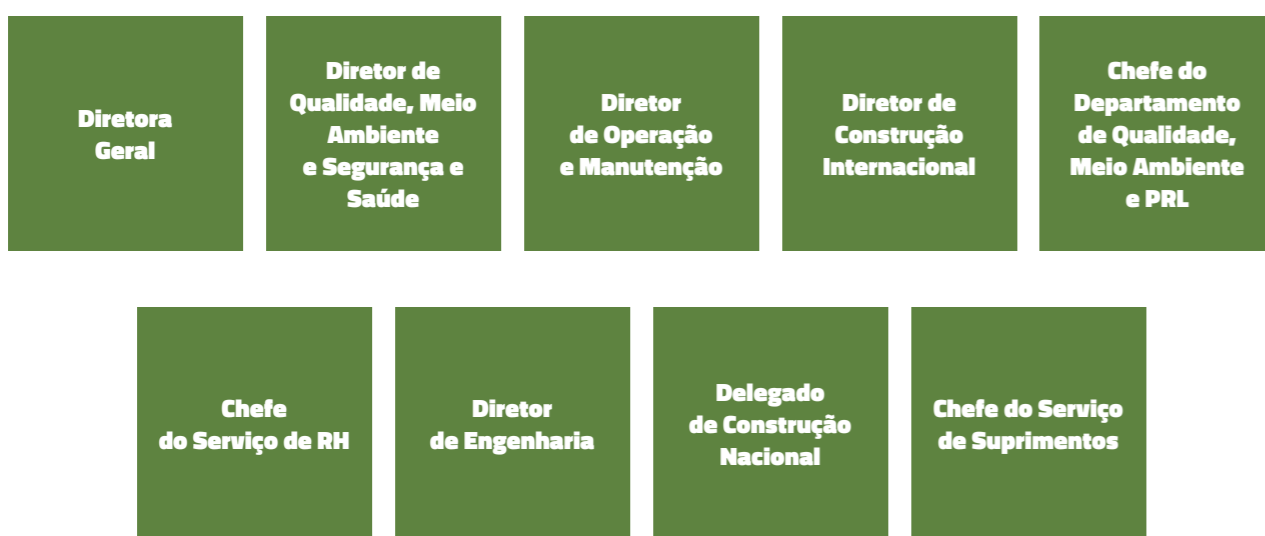 Diretora
Geral
Diretor de
Qualidade, Meio
Ambiente
e Segurança e
Saúde
Diretor
de Operação
e Manutenção
Diretor de
Construção
Internacional
Chefe do
Departamento
de Qualidade,
Meio Ambiente
e PRL
Chefe
do Serviço de RH
Diretor
de Engenharia
Delegado
de Construção
Nacional
Chefe do Serviço
de Suprimentos